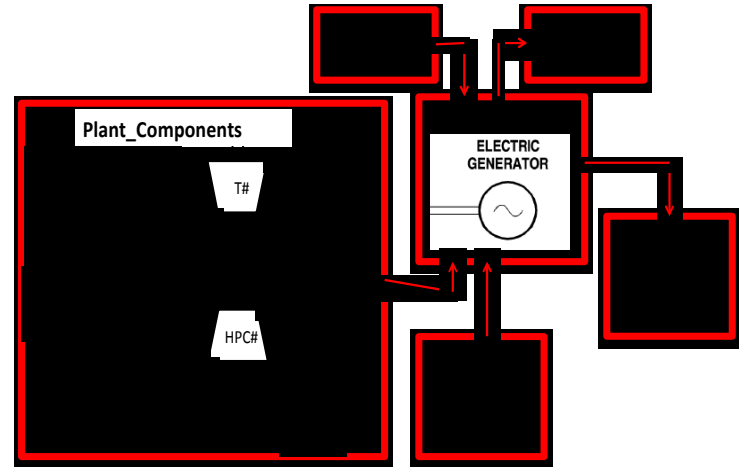 Plant_Components
T#
HPC#
ELECTRIC
GENERATOR